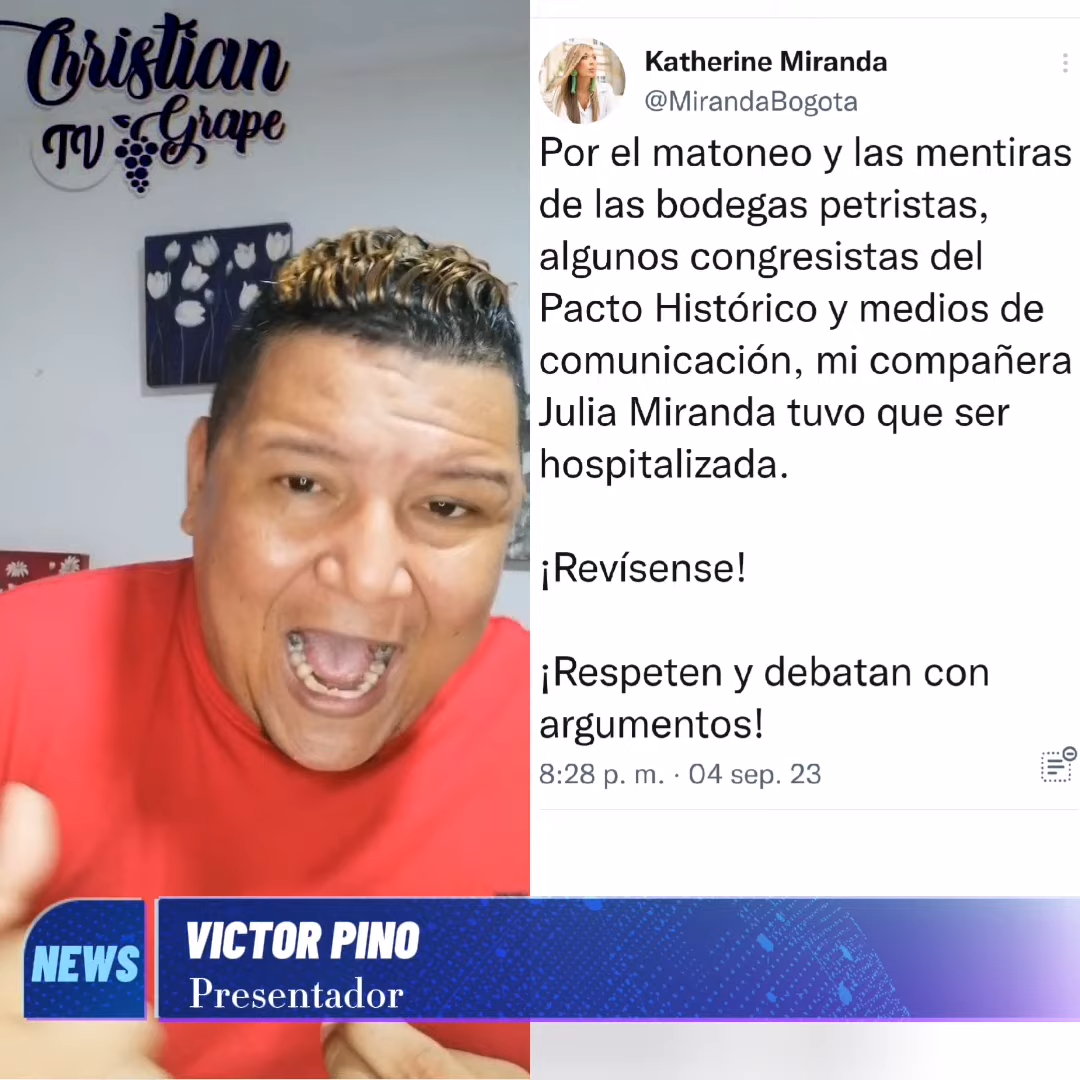 Christian
TV Grape
Katherine Miranda
@MirandaBogota
Por el matoneo y las mentiras
de las bodegas petristas,
algunos congresistas del
Pacto Histórico y medios de
comunicación, mi compañera
Julia Miranda tuvo que ser
hospitalizada.
¡Revísense!
¡Respeten y debatan con
argumentos!
8:28 p. m. · 04 sep. 23
NEWS
VICTOR PINO
Presentador